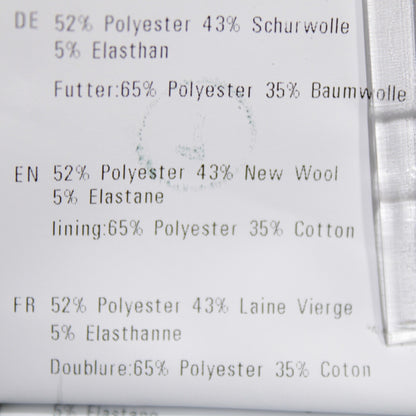 DE 52% Polyester 43% Schurwolle
5% Elasthan
Futter:65% Polyester 35% Baumwolle
EN 52% Polyester 43% New Wool
5% Elastane
lining:65% Polyester 35% Cotton
FR 52% Polyester 43% Laine Vierge
5% Elasthanne
Doublure:65% Polyester 35% Coton
5% Elastane